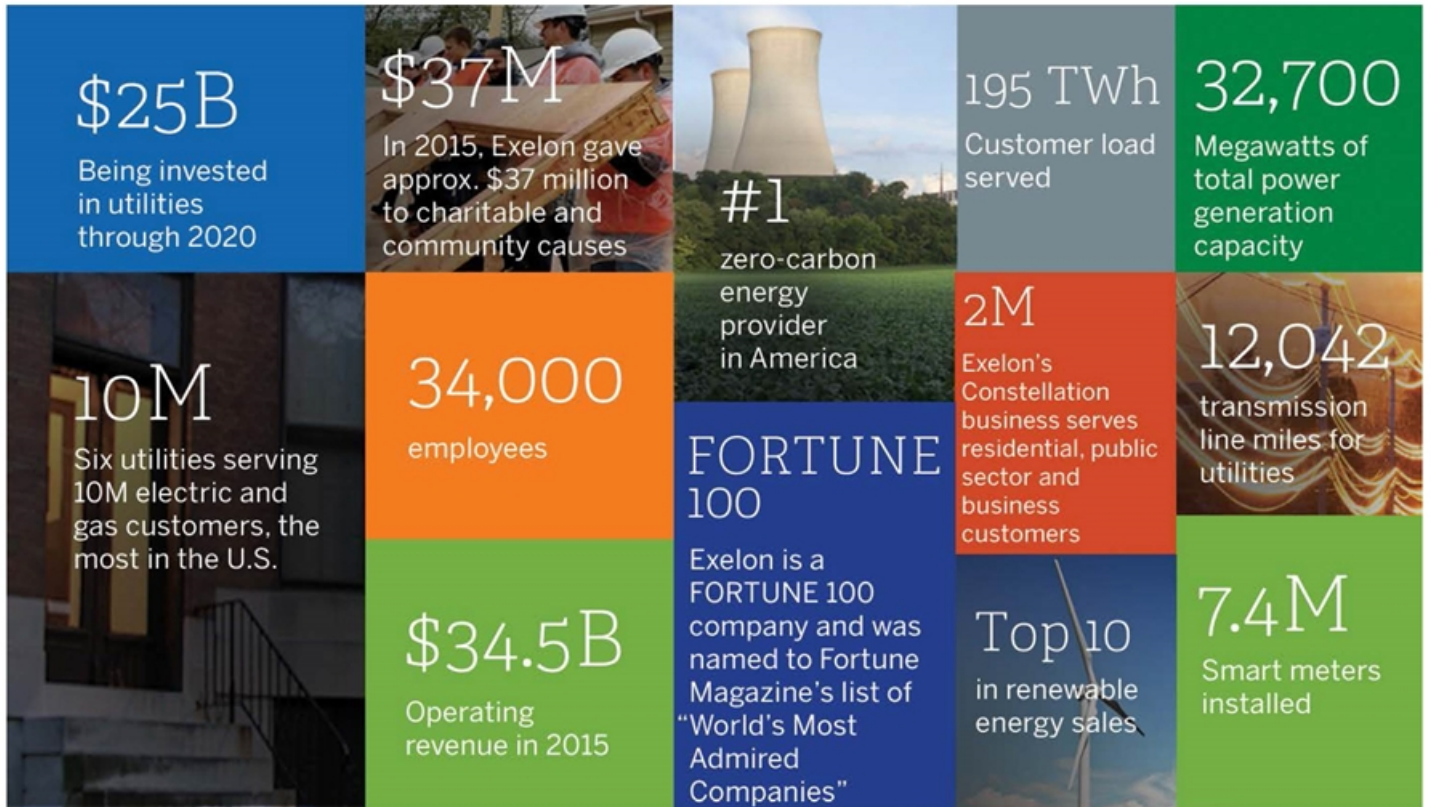 $25B
Being invested
in utilities
through 2020
$37M
In 2015, Exelon gave
approx. $37 million
to charitable and
community causes
#1
zero-carbon
energy
provider
in America
195 TWh
Customer load
served
32,700
Megawatts of
total power
generation
capacity
10M
Six utilities serving
10M electric and
gas customers, the
most in the U.S.
34,000
employees
$34.5B
Operating
revenue in 2015
FORTUNE
100
Exelon is a
FORTUNE 100
company and was
named to Fortune
Magazine’s list of
“World’s Most
Admired
Companies”
2M
Exelon’s
Constellation
business serves
residential, public
sector and
business
customers
Top 10
in renewable
energy sales
12,042
transmission
line miles for
utilities
7.4M
Smart meters
installed